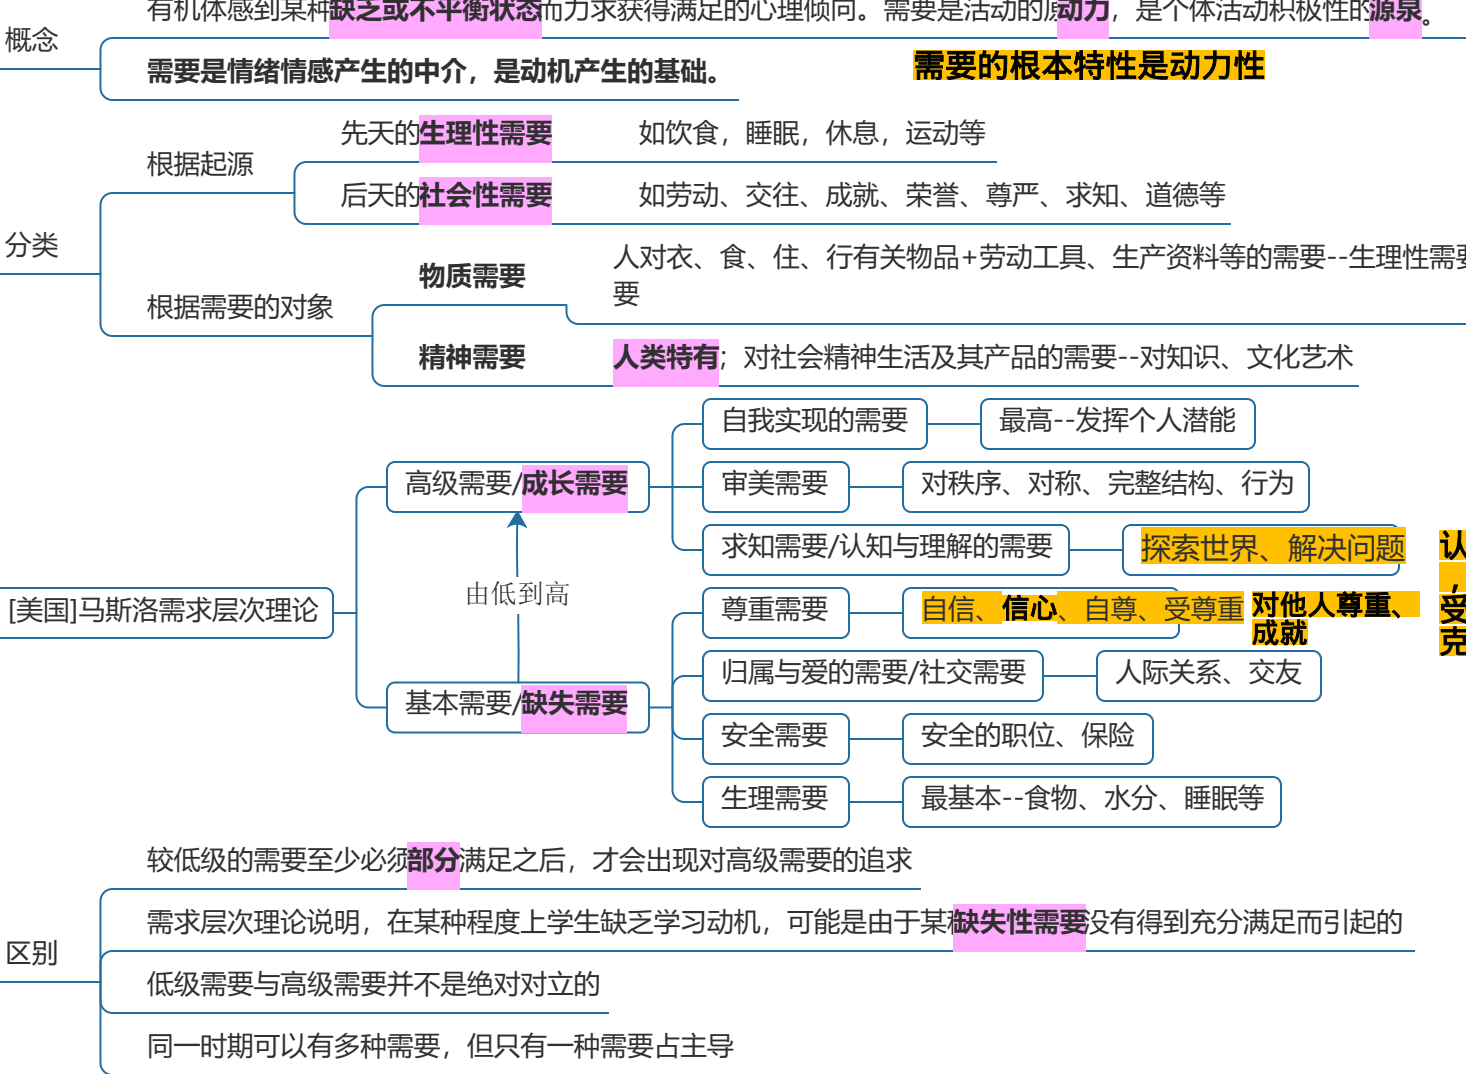 有机体感到某种缺乏或不平衡状态而力求获得满足的心理倾向。需要是活动的原动力，是个体活动积极性的源泉。
概念
需要是情绪情感产生的中介，是动机产生的基础。
需要的根本特性是动力性
先天的生理性需要
如饮食，睡眠，休息，运动等
根据起源
后天的社会性需要
如劳动、交往、成就、荣誉、尊严、求知、道德等
分类
物质需要
人对衣、食、住、行有关物品+劳动工具、生产资料等的需要--生理性需要
要
根据需要的对象
精神需要
人类特有；对社会精神生活及其产品的需要--对知识、文化艺术
自我实现的需要
最高--发挥个人潜能
高级需要/成长需要
审美需要
对秩序、对称、完整结构、行为
求知需要/认知与理解的需要
探索世界、解决问题
认
，
受
克
由低到高
[美国]马斯洛需求层次理论
尊重需要
自信、信心、自尊、受尊重
对他人尊重、
成就
归属与爱的需要/社交需要
人际关系、交友
基本需要/缺失需要
安全需要
安全的职位、保险
生理需要
最基本--食物、水分、睡眠等
较低级的需要至少必须部分满足之后，才会出现对高级需要的追求
需求层次理论说明，在某种程度上学生缺乏学习动机，可能是由于某种缺失性需要没有得到充分满足而引起的
区别
低级需要与高级需要并不是绝对对立的
同一时期可以有多种需要，但只有一种需要占主导